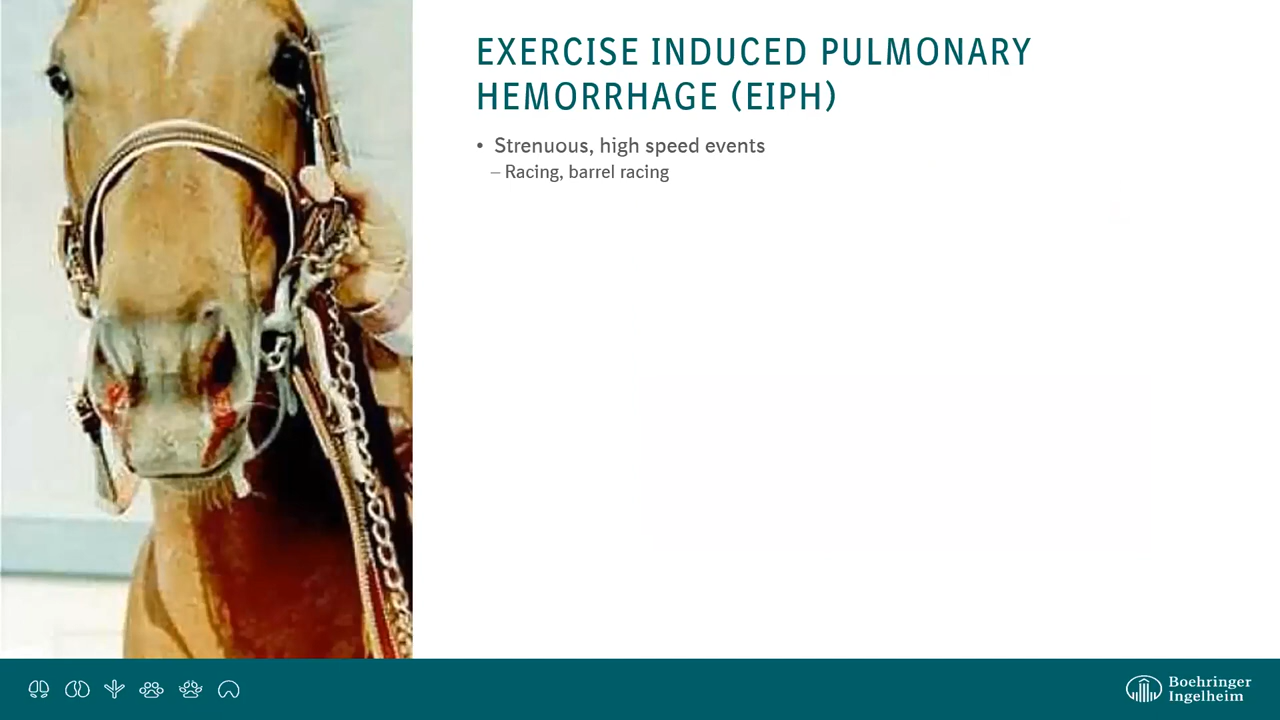 EXERCISE INDUCED PULMONARY
HEMORRHAGE (EIPH)
• Strenuous, high speed events
– Racing, barrel racing
Boehringer
Ingelheim